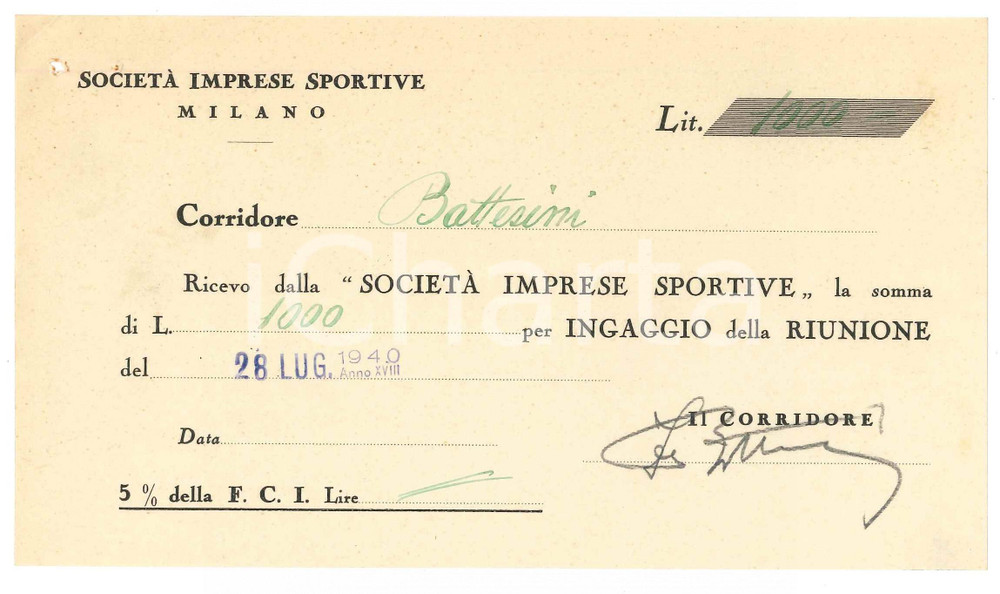 SOCIETÀ IMPRESE SPORTIVE
MILANO
Lit. 1000
Corridore Battesini
Ricevo dalla “SOCIETÀ IMPRESE SPORTIVE„ la somma
di L. 1000 per INGAGGIO della RIUNIONE
del 28 LUG. 1940 Anno XVIII
Il CORRIDORE
Data
5 % della F. C. I. Lire
iCharta